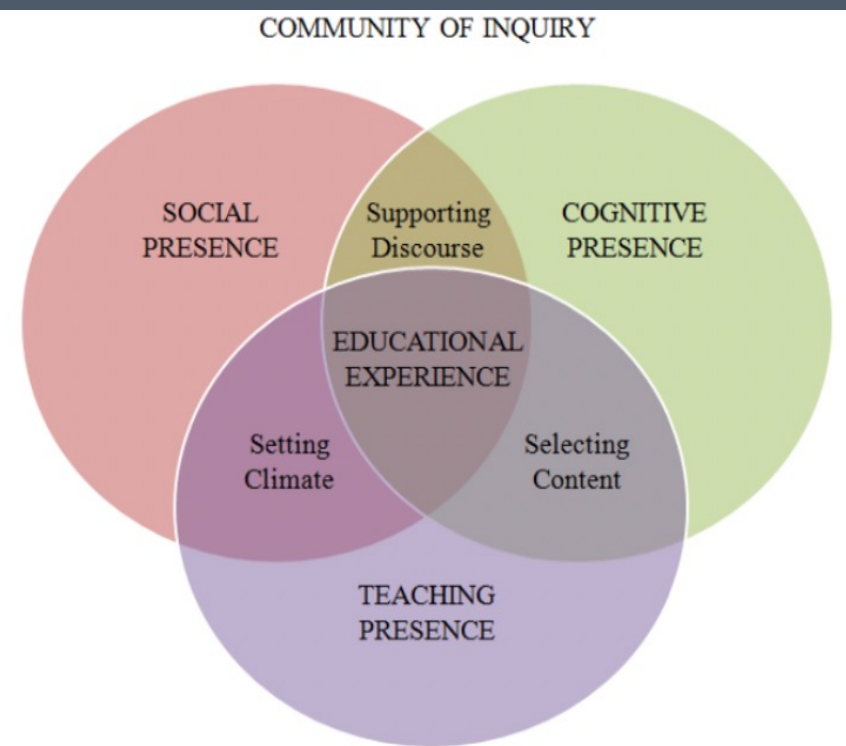 COMMUNITY OF INQUIRY
SOCIAL
PRESENCE
Supporting
Discourse
COGNITIVE
PRESENCE
EDUCATIONAL
EXPERIENCE
Setting
Climate
Selecting
Content
TEACHING
PRESENCE